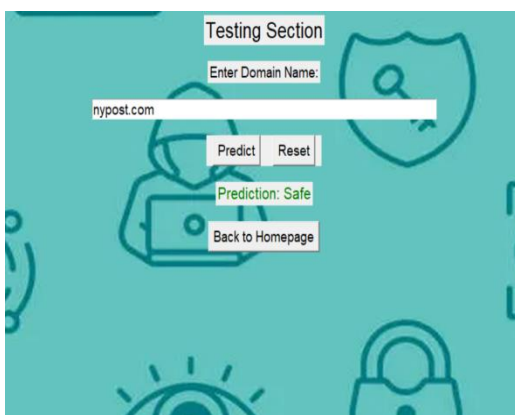 Testing Section
Enter Domain Name:
nypost.com
Predict Reset
Prediction: Safe
Back to Homepage